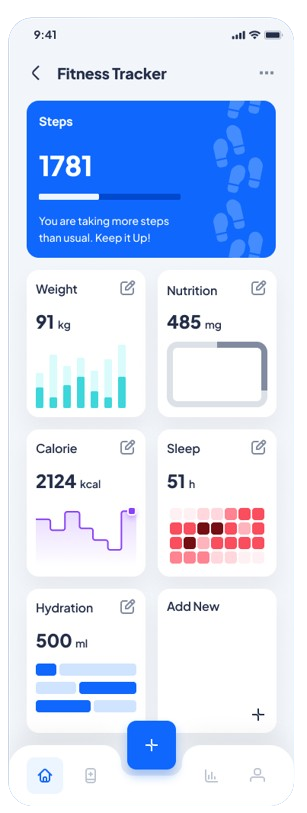 9:41
Fitness Tracker
Steps
1781
You are taking more steps
than usual. Keep it Up!
Weight
91 kg
Nutrition
485 mg
Calorie
2124 kcal
Sleep
51 h
Hydration
500 ml
Add New